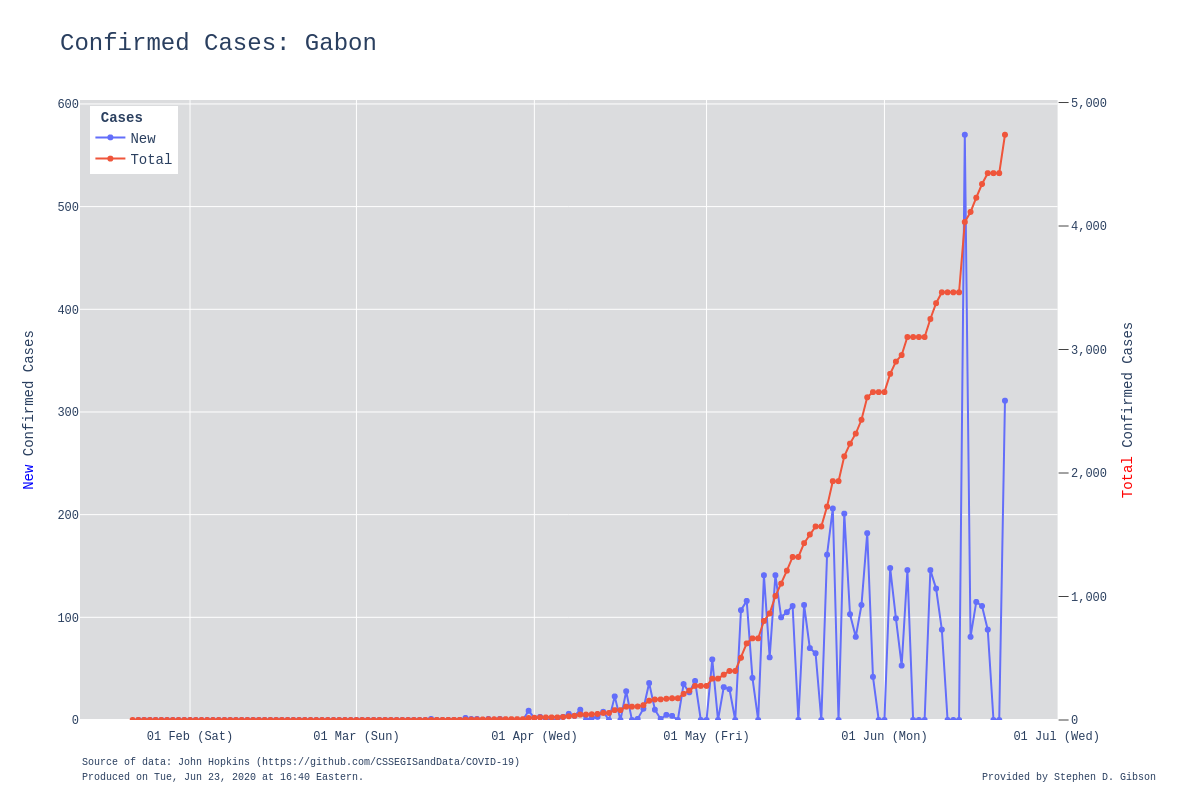 Confirmed Cases: Gabon
Cases
New
Total
600
500
400
300
200
100
0
5,000
4,000
3,000
2,000
1,000
0
New Confirmed Cases
Total Confirmed Cases
01 Feb (Sat)
01 Mar (Sun)
01 Apr (Wed)
01 May (Fri)
01 Jun (Mon)
01 Jul (Wed)
Source of data: John Hopkins (https://github.com/CSSEGISandData/COVID-19)
Produced on Tue, Jun 23, 2020 at 16:40 Eastern.
Provided by Stephen D. Gibson